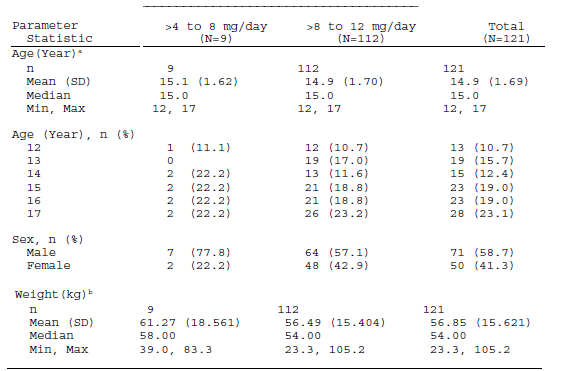 Parameter >4 to 8 mg/day >8 to 12 mg/day Total
Statistic (N=9) (N=112) (N=121)
Age(Year)ᵃ
n 9 112 121
Mean (SD) 15.1 (1.62) 14.9 (1.70) 14.9 (1.69)
Median 15.0 15.0 15.0
Min, Max 12, 17 12, 17 12, 17
Age (Year), n (%)
12 1 (11.1) 12 (10.7) 13 (10.7)
13 0 19 (17.0) 19 (15.7)
14 2 (22.2) 13 (11.6) 15 (12.4)
15 2 (22.2) 21 (18.8) 23 (19.0)
16 2 (22.2) 21 (18.8) 23 (19.0)
17 2 (22.2) 26 (23.2) 28 (23.1)
Sex, n (%)
Male 7 (77.8) 64 (57.1) 71 (58.7)
Female 2 (22.2) 48 (42.9) 50 (41.3)
Weight(kg)ᵇ
n 9 112 121
Mean (SD) 61.27 (18.561) 56.49 (15.404) 56.85 (15.621)
Median 58.00 54.00 54.00
Min, Max 39.0, 83.3 23.3, 105.2 23.3, 105.2